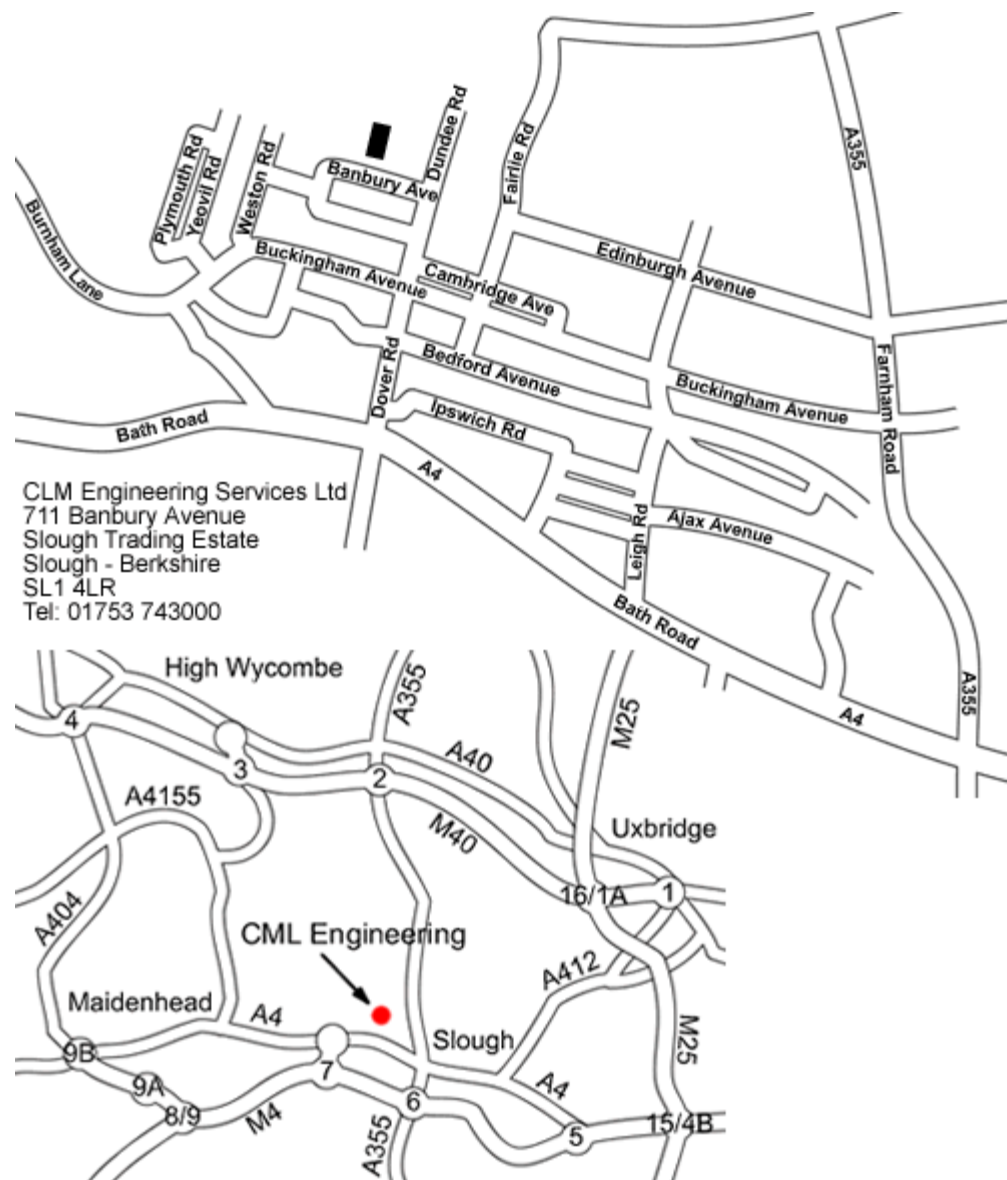 Dundee Rd
A355
Fairlie Rd
Plymouth Rd
Yeovil Rd
Weston Rd
Banbury Ave
Burnham Lane
Buckingham Avenue
Cambridge Ave
Edinburgh Avenue
Dover Rd
Bedford Avenue
Farnham Road
Buckingham Avenue
Ipswich Rd
Bath Road
A4
Leigh Rd
Ajax Avenue
Bath Road
A4
A355
CLM Engineering Services Ltd
711 Banbury Avenue
Slough Trading Estate
Slough - Berkshire
SL1 4LR
Tel: 01753 743000
High Wycombe
A355
M25
4
3
2
A40
A4155
M40
Uxbridge
16/1A
1
A404
CML Engineering
A412
Maidenhead
A4
Slough
M25
9B
7
A4
9A
6
8/9
M4
5
15/4B
A355